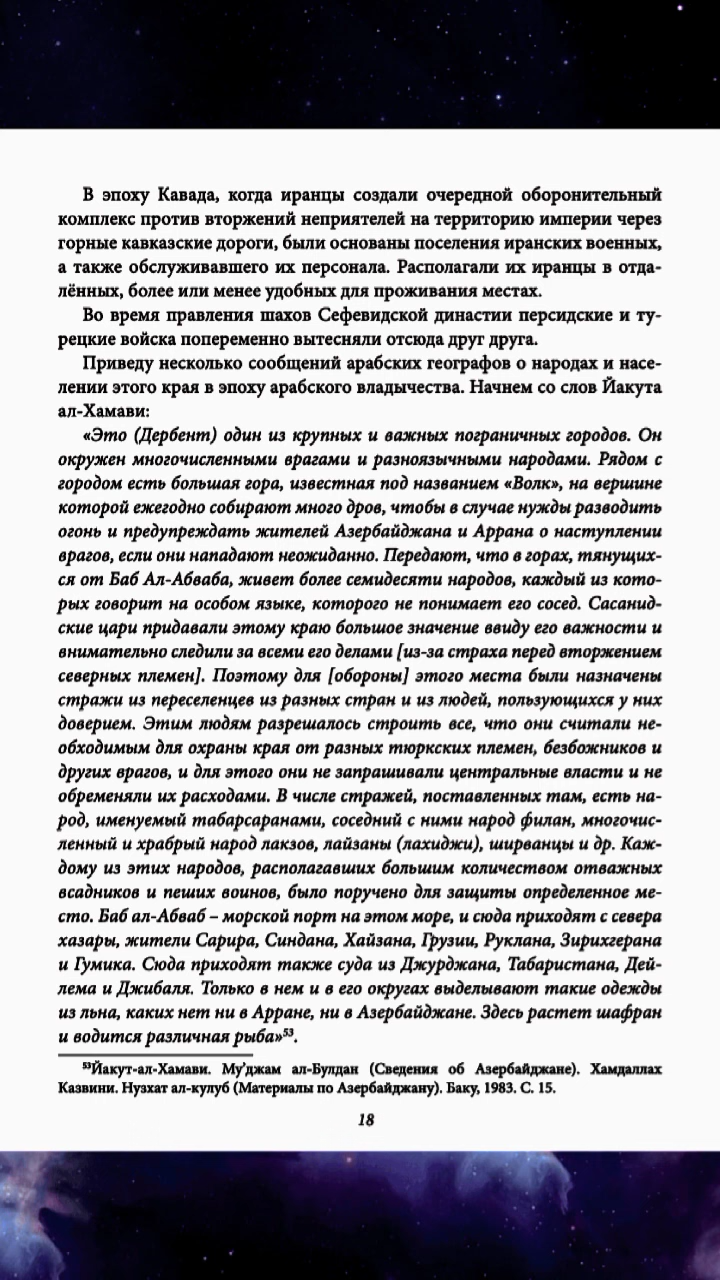 В эпоху Кавада, когда иранцы создали очередной оборонительный
комплекс против вторжений неприятелей на территорию империи через
горные кавказские дороги, были основаны поселения иранских военных,
а также обслуживавшего их персонала. Располагали их иранцы в отда-
лённых, более или менее удобных для проживания местах.
Во время правления шахов Сефевидской династии персидские и ту-
рецкие войска попеременно вытесняли отсюда друг друга.
Приведу несколько сообщений арабских географов о народах и насе-
лении этого края в эпоху арабского владычества. Начнем со слов Йакута
ал-Хамави:
«Это (Дербент) один из крупных и важных пограничных городов. Он
окружен многочисленными врагами и разноязычными народами. Рядом с
городом есть большая гора, известная под названием «Волк», на вершине
которой ежегодно собирают много дров, чтобы в случае нужды разводить
огонь и предупреждать жителей Азербайджана и Аррана о наступлении
врагов, если они нападают неожиданно. Передают, что в горах, тянущих-
ся от Баб Ал-Абваба, живет более семидесяти народов, каждый из кото-
рых говорит на особом языке, которого не понимает его сосед. Сасанид-
ские цари придавали этому краю большое значение ввиду его важности и
внимательно следили за всеми его делами [из-за страха перед вторжением
северных племен]. Поэтому для [обороны] этого места были назначены
стражи из переселенцев из разных стран и из людей, пользующихся у них
доверием. Этим людям разрешалось строить все, что они считали не-
обходимым для охраны края от разных тюркских племен, безбожников и
других врагов, и для этого они не запрашивали центральные власти и не
обременяли их расходами. В числе стражей, поставленных там, есть на-
род, именуемый табарсаранами, соседний с ними народ филан, многочис-
ленный и храбрый народ лакзов, лайзаны (лахиджи), ширванцы и др. Каж-
дому из этих народов, располагавших большим количеством отважных
всадников и пеших воинов, было поручено для защиты определенное ме-
сто. Баб ал-Абваб – морской порт на этом море, и сюда приходят с севера
хазары, жители Сарира, Синдана, Хайзана, Грузии, Руклана, Зирихгерана
и Гумика. Сюда приходят также суда из Джурджана, Табаристана, Дей-
лема и Джибаля. Только в нем и в его округах выделывают такие одежды
из льна, каких нет ни в Арране, ни в Азербайджане. Здесь растет шафран
и водится различная рыба»⁵³.
⁵³Йакут-ал-Хамави. Му’джам ал-Булдан (Сведения об Азербайджане). Хамдаллах
Казвини. Нузхат ал-кулуб (Материалы по Азербайджану). Баку, 1983. С. 15.
18